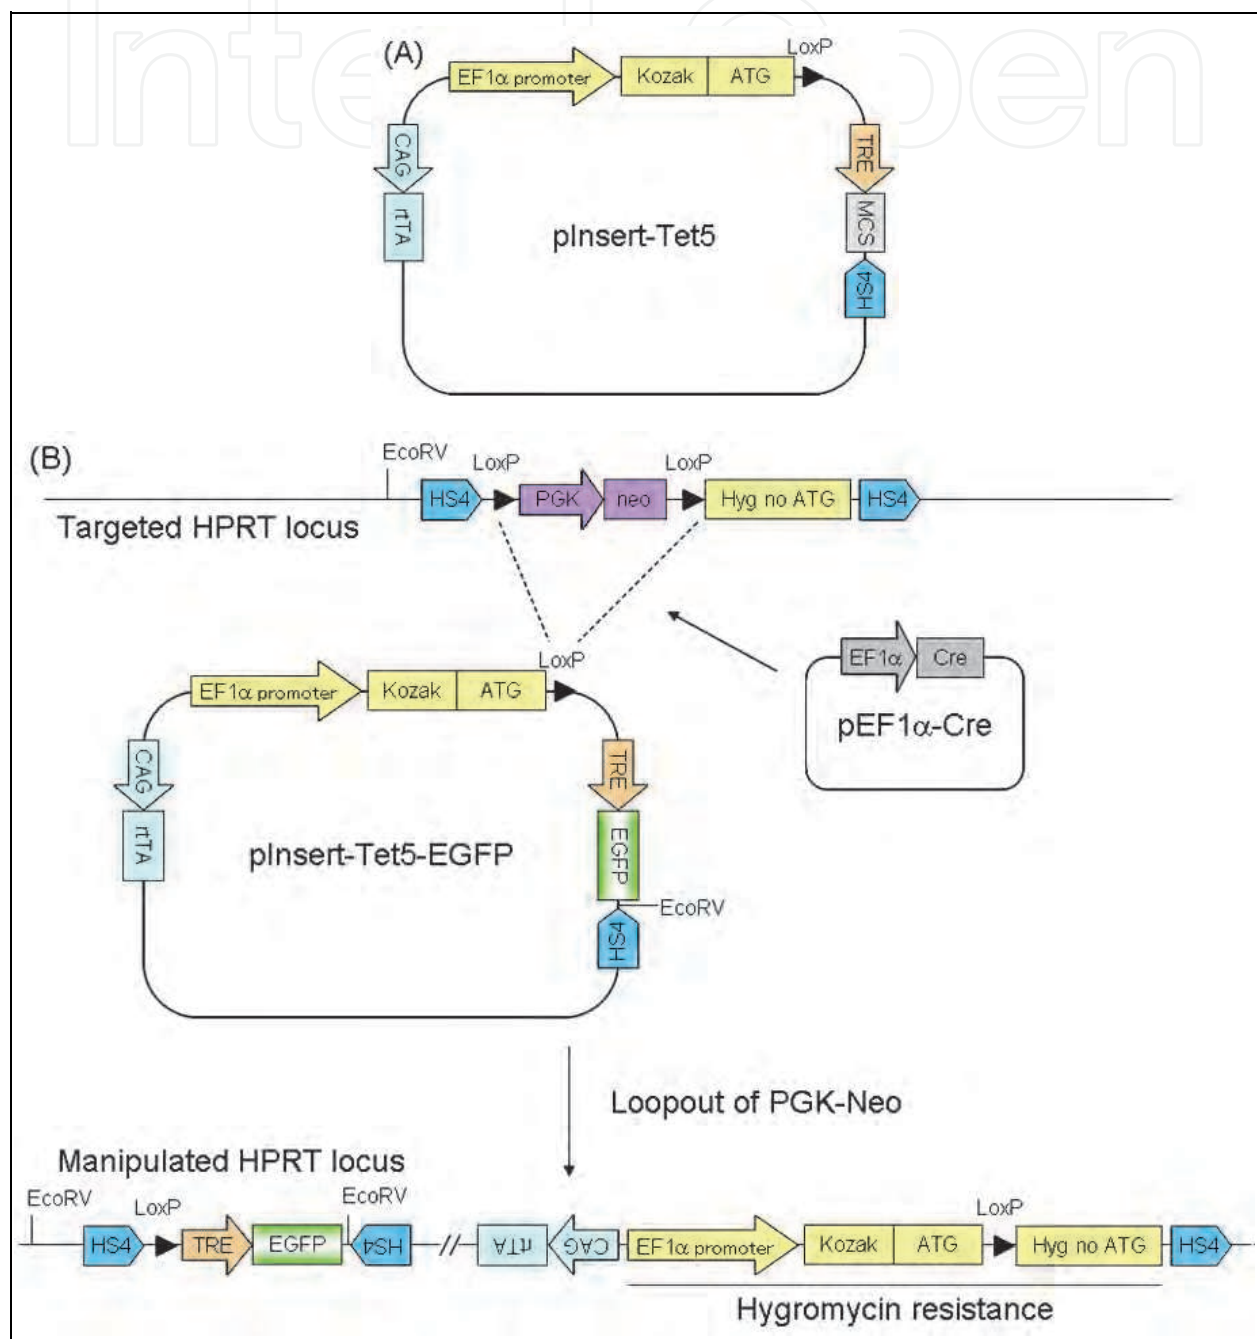 (A)
LoxP
EF1α promoter
Kozak
ATG
CAG
TRE
rtTA
MCS
pInsert-Tet5
HS4
(B)
EcoRV
LoxP
LoxP
HS4
PGK
neo
Hyg no ATG
HS4
Targeted HPRT locus
LoxP
EF1α promoter
Kozak
ATG
EF1α
Cre
pEF1α-Cre
CAG
TRE
rtTA
EGFP
pInsert-Tet5-EGFP
EcoRV
HS4
Loopout of PGK-Neo
Manipulated HPRT locus
EcoRV
LoxP
EcoRV
LoxP
HS4
TRE
EGFP
HS4
//
rtTA
CAG
EF1α promoter
Kozak
ATG
Hyg no ATG
HS4
Hygromycin resistance